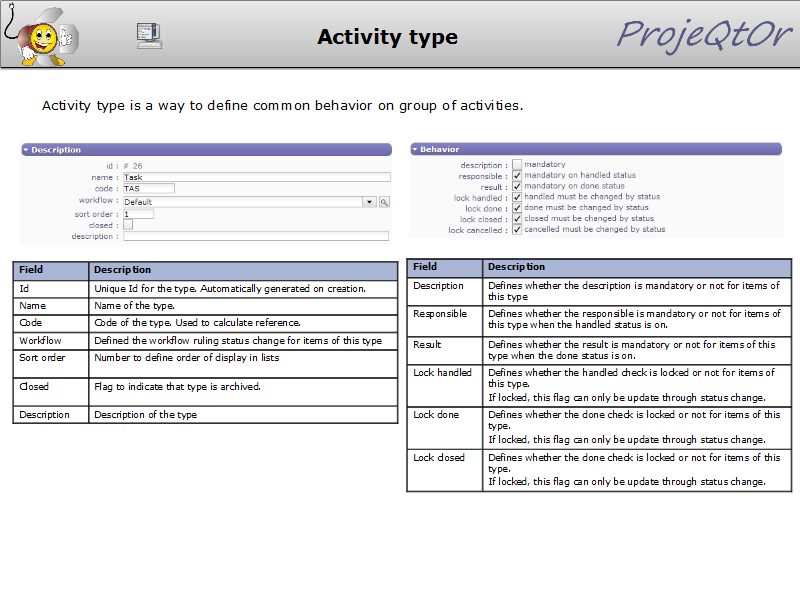 Activity type
ProjeQtOr
Activity type is a way to define common behavior on group of activities.
Description
id : # 26
name : Task
code : TAS
workflow : Default
sort order : 1
closed :
description :
Behavior
description : mandatory
responsible : mandatory on handled status
result : mandatory on done status
lock handled : handled must be changed by status
lock done : done must be changed by status
lock closed : closed must be changed by status
lock cancelled : cancelled must be changed by status
Field Description
Id Unique Id for the type. Automatically generated on creation.
Name Name of the type.
Code Code of the type. Used to calculate reference.
Workflow Defined the workflow ruling status change for items of this type
Sort order Number to define order of display in lists
Closed Flag to indicate that type is archived.
Description Description of the type
Field Description
Description Defines whether the description is mandatory or not for items of
this type
Responsible Defines whether the responsible is mandatory or not for items of
this type when the handled status is on.
Result Defines whether the result is mandatory or not for items of this
type when the done status is on.
Lock handled Defines whether the handled check is locked or not for items of
this type.
If locked, this flag can only be update through status change.
Lock done Defines whether the done check is locked or not for items of this
type.
If locked, this flag can only be update through status change.
Lock closed Defines whether the done check is locked or not for items of this
type.
If locked, this flag can only be update through status change.